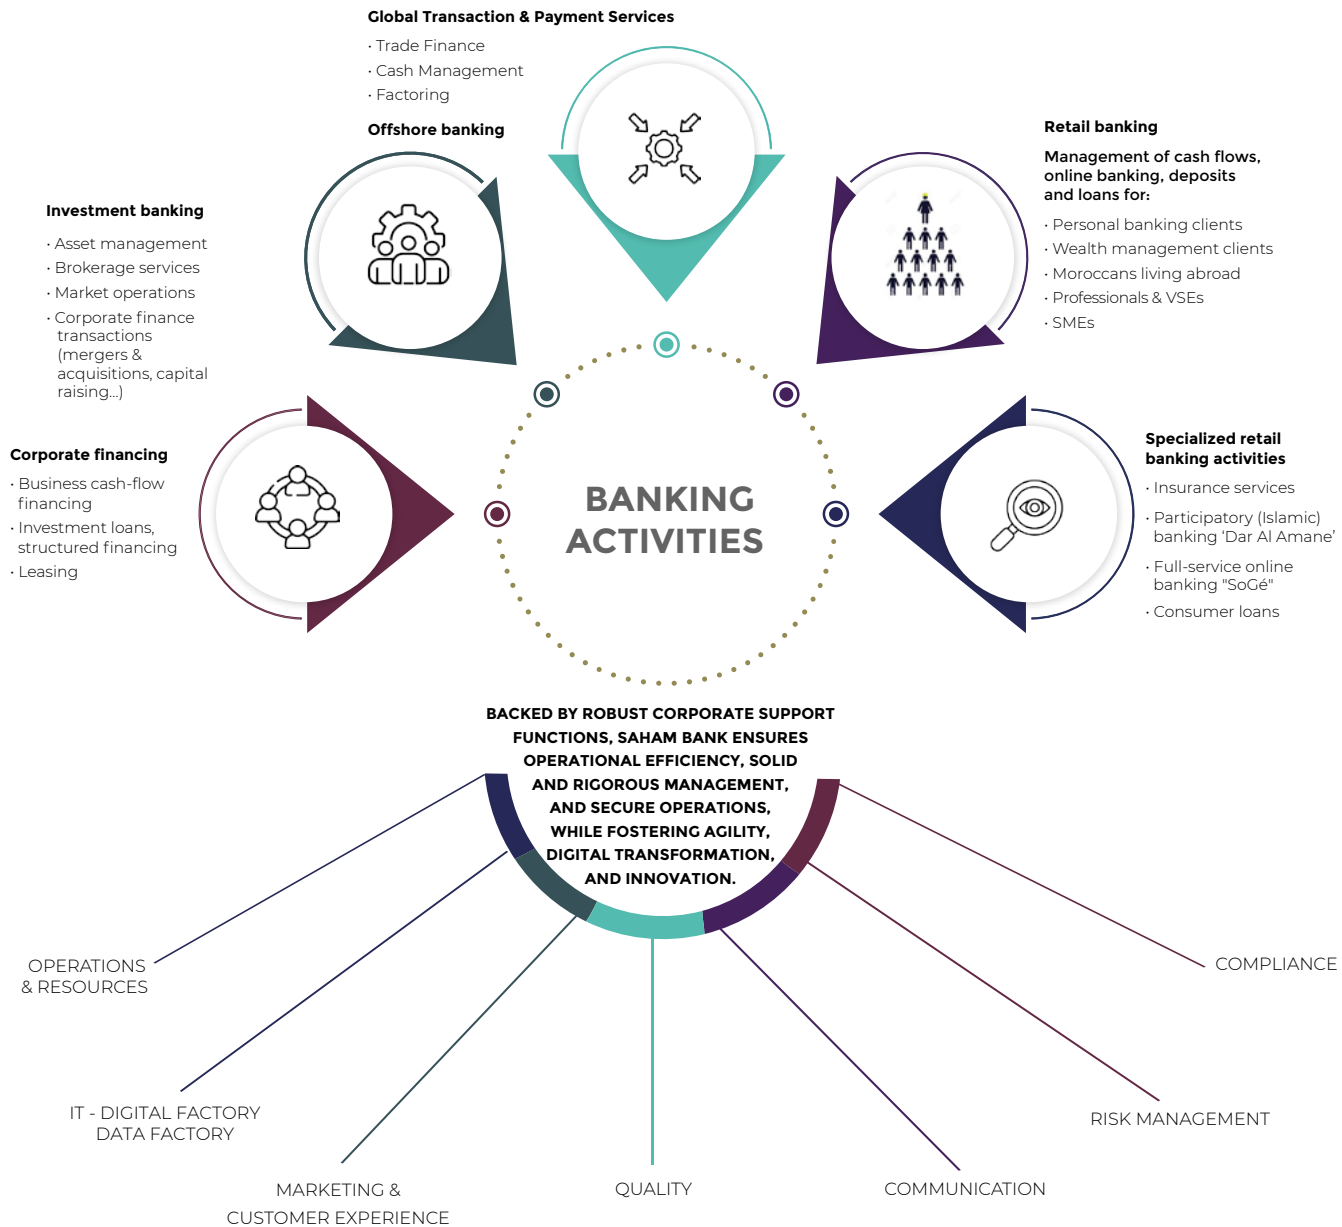 Global Transaction & Payment Services
· Trade Finance
· Cash Management
· Factoring
Offshore banking
Investment banking
· Asset management
· Brokerage services
· Market operations
· Corporate finance
transactions
(mergers &
acquisitions, capital
raising...)
Corporate financing
· Business cash-flow
financing
· Investment loans,
structured financing
· Leasing
Retail banking
Management of cash flows,
online banking, deposits
and loans for:
· Personal banking clients
· Wealth management clients
· Moroccans living abroad
· Professionals & VSEs
· SMEs
Specialized retail
banking activities
· Insurance services
· Participatory (Islamic)
banking ‘Dar Al Amane’
· Full-service online
banking "SoGé"
· Consumer loans
BANKING
ACTIVITIES
BACKED BY ROBUST CORPORATE SUPPORT
FUNCTIONS, SAHAM BANK ENSURES
OPERATIONAL EFFICIENCY, SOLID
AND RIGOROUS MANAGEMENT,
AND SECURE OPERATIONS,
WHILE FOSTERING AGILITY,
DIGITAL TRANSFORMATION,
AND INNOVATION.
OPERATIONS
& RESOURCES
IT - DIGITAL FACTORY
DATA FACTORY
MARKETING &
CUSTOMER EXPERIENCE
QUALITY
COMMUNICATION
RISK MANAGEMENT
COMPLIANCE